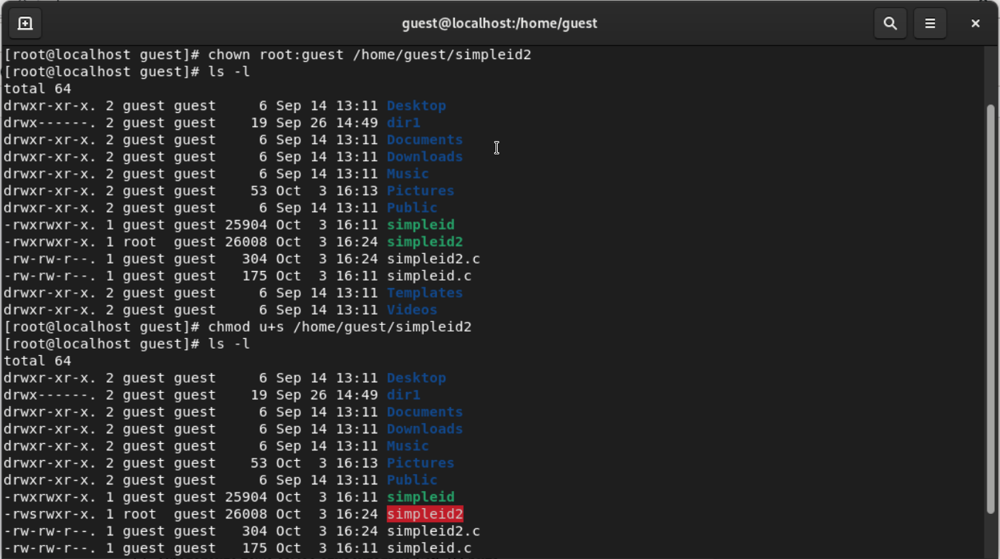 guest@localhost:/home/guest
[root@localhost guest]# chown root:guest /home/guest/simpleid2
[root@localhost guest]# ls -l
total 64
drwxr-xr-x. 2 guest guest     6 Sep 14 13:11 Desktop
drwx------. 2 guest guest    19 Sep 26 14:49 dir1
drwxr-xr-x. 2 guest guest     6 Sep 14 13:11 Documents
drwxr-xr-x. 2 guest guest     6 Sep 14 13:11 Downloads
drwxr-xr-x. 2 guest guest     6 Sep 14 13:11 Music
drwxr-xr-x. 2 guest guest    53 Oct  3 16:13 Pictures
drwxr-xr-x. 2 guest guest     6 Sep 14 13:11 Public
-rwxrwxr-x. 1 guest guest 25904 Oct  3 16:11 simpleid
-rwxrwxr-x. 1 root  guest 26008 Oct  3 16:24 simpleid2
-rw-rw-r--. 1 guest guest   304 Oct  3 16:24 simpleid2.c
-rw-rw-r--. 1 guest guest   175 Oct  3 16:11 simpleid.c
drwxr-xr-x. 2 guest guest     6 Sep 14 13:11 Templates
drwxr-xr-x. 2 guest guest     6 Sep 14 13:11 Videos
[root@localhost guest]# chmod u+s /home/guest/simpleid2
[root@localhost guest]# ls -l
total 64
drwxr-xr-x. 2 guest guest     6 Sep 14 13:11 Desktop
drwx------. 2 guest guest    19 Sep 26 14:49 dir1
drwxr-xr-x. 2 guest guest     6 Sep 14 13:11 Documents
drwxr-xr-x. 2 guest guest     6 Sep 14 13:11 Downloads
drwxr-xr-x. 2 guest guest     6 Sep 14 13:11 Music
drwxr-xr-x. 2 guest guest    53 Oct  3 16:13 Pictures
drwxr-xr-x. 2 guest guest     6 Sep 14 13:11 Public
-rwxrwxr-x. 1 guest guest 25904 Oct  3 16:11 simpleid
-rwsrwxr-x. 1 root  guest 26008 Oct  3 16:24 simpleid2
-rw-rw-r--. 1 guest guest   304 Oct  3 16:24 simpleid2.c
-rw-rw-r--. 1 guest guest   175 Oct  3 16:11 simpleid.c